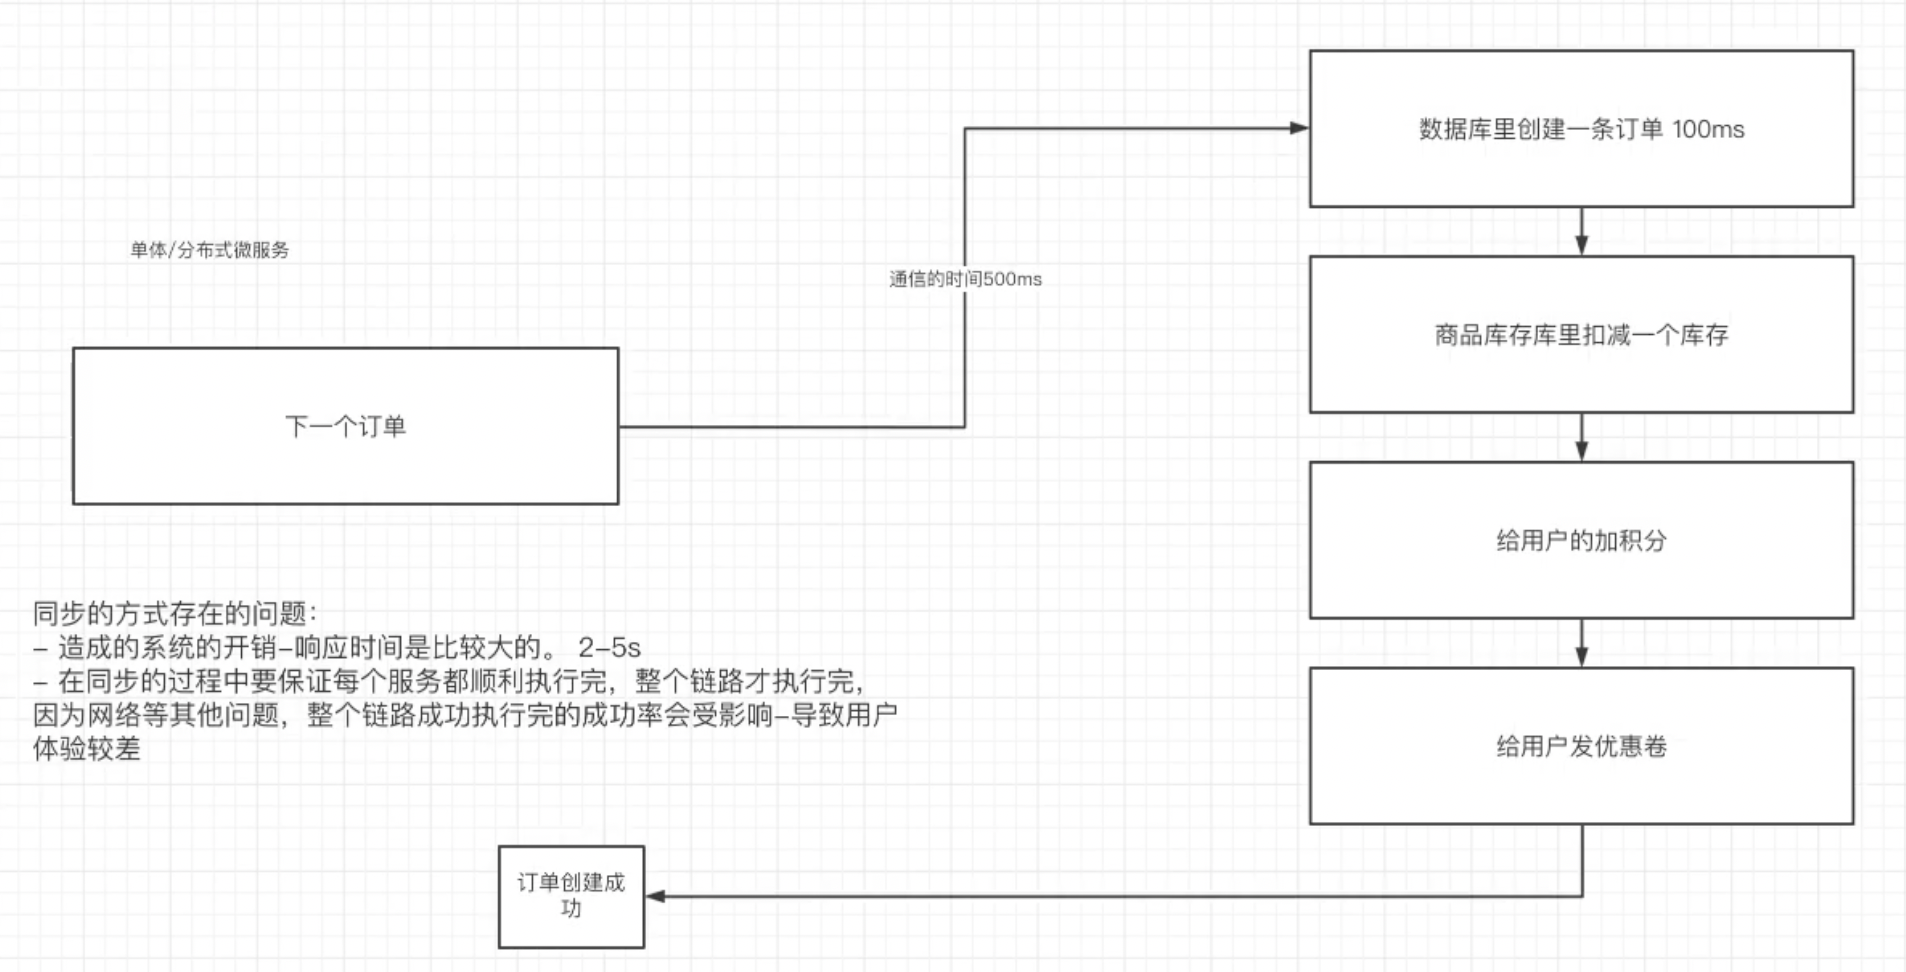 单体/分布式微服务
下一个订单
通信的时间500ms
数据库里创建一条订单 100ms
商品库存库里扣减一个库存
给用户的加积分
给用户发优惠卷
同步的方式存在的问题：
- 造成的系统的开销-响应时间是比较大的。 2-5s
- 在同步的过程中要保证每个服务都顺利执行完，整个链路才执行完，
因为网络等其他问题，整个链路成功执行完的成功率会受影响-导致用户
体验较差
订单创建成
功